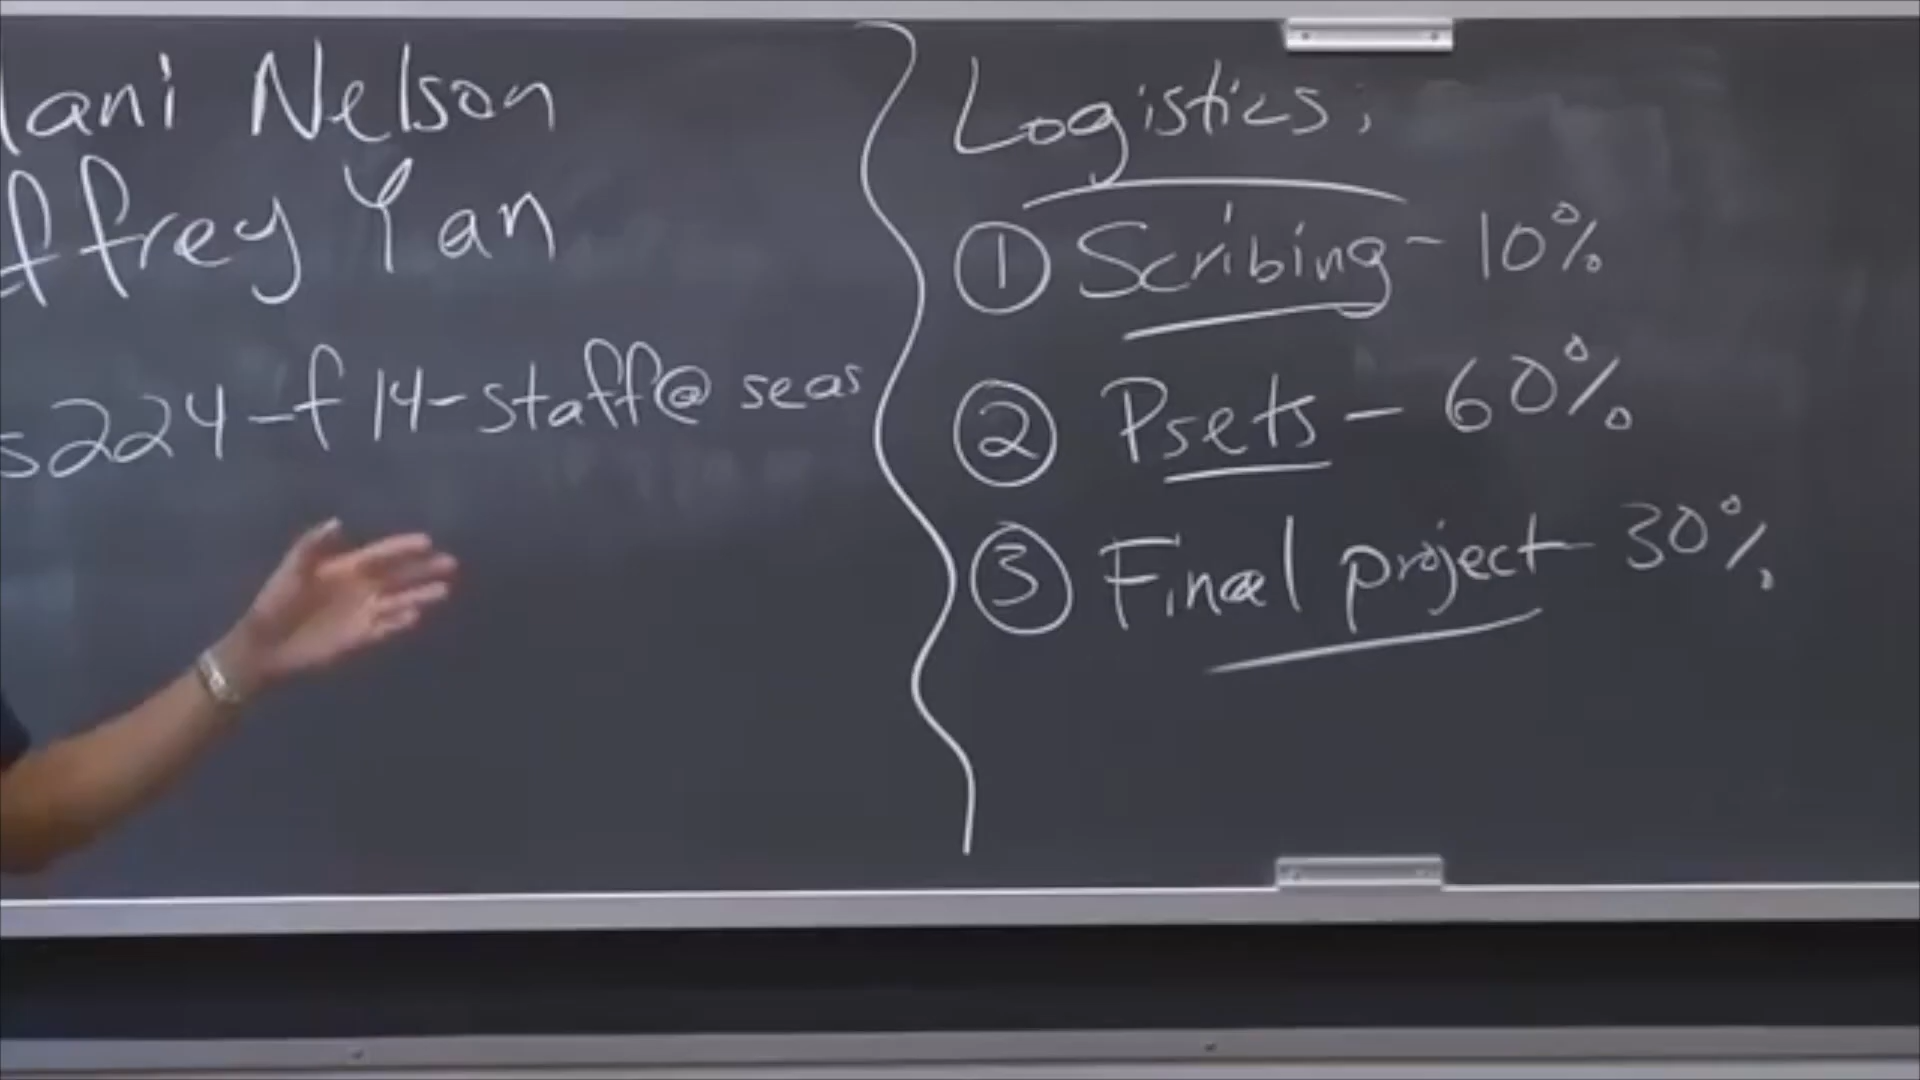 lani Nelson
ffrey Yan
s224-f14-staff@seas
Logistics:
① Scribing - 10%
② Psets - 60%
③ Final project - 30%